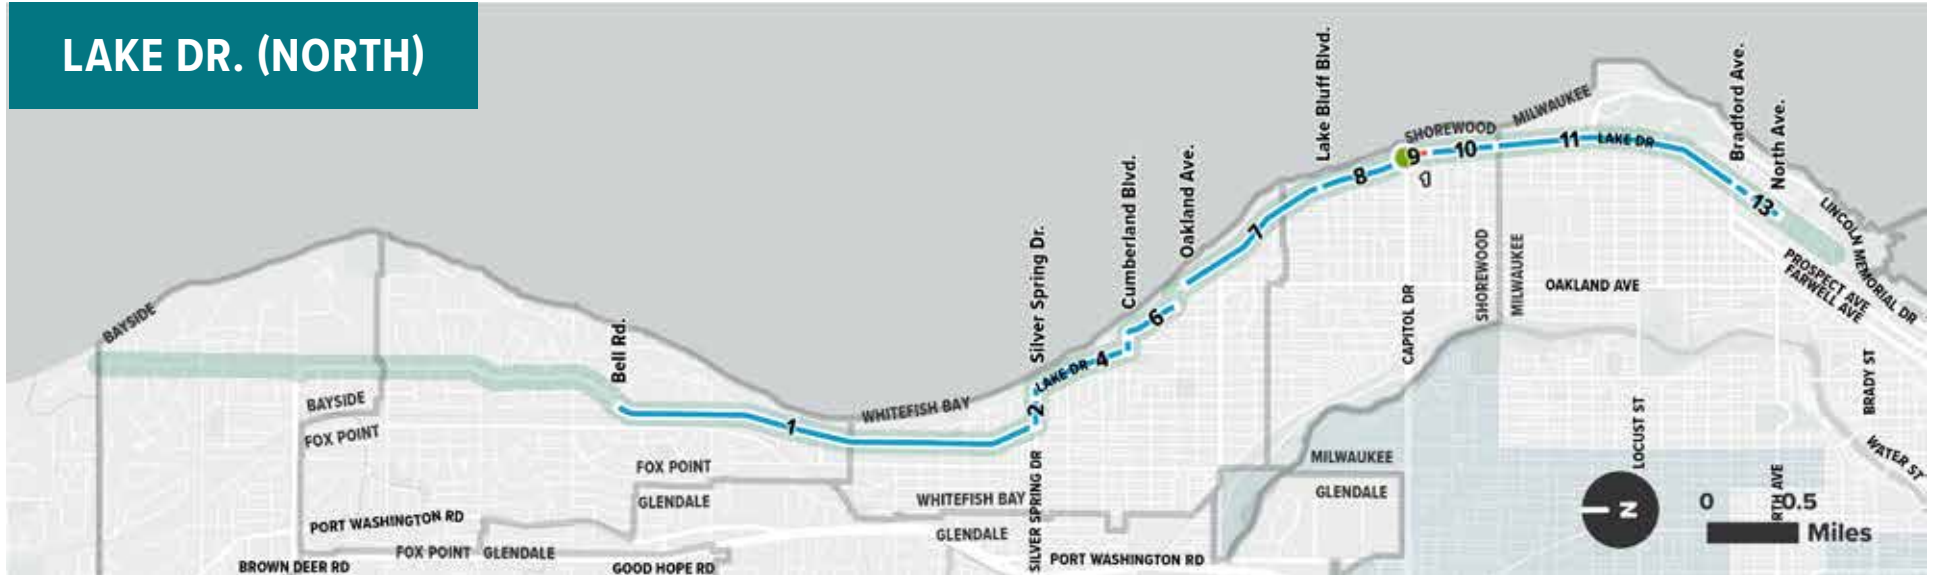 LAKE DR. (NORTH)
Lake Bluff Blvd.
Bradford Ave.
North Ave.
Cumberland Blvd.
Oakland Ave.
Silver Spring Dr.
Bell Rd.
SHOREWOOD
MILWAUKEE
9
10
11
LAKE DR
8
13
7
LINCOLN MEMORIAL DR
PROSPECT AVE
FARWELL AVE
SHOREWOOD
MILWAUKEE
OAKLAND AVE
CAPITOL DR
BAYSIDE
6
4
LAKE DR
2
1
WHITEFISH BAY
BAYSIDE
FOX POINT
BRADY ST
LOCUST ST
WATER ST
FOX POINT
GLENDALE
WHITEFISH BAY
GLENDALE
SILVER SPRING DR
MILWAUKEE
GLENDALE
PORT WASHINGTON RD
FOX POINT
GLENDALE
BROWN DEER RD
GOOD HOPE RD
PORT WASHINGTON RD
N
RTH AVE
0
0.5
Miles